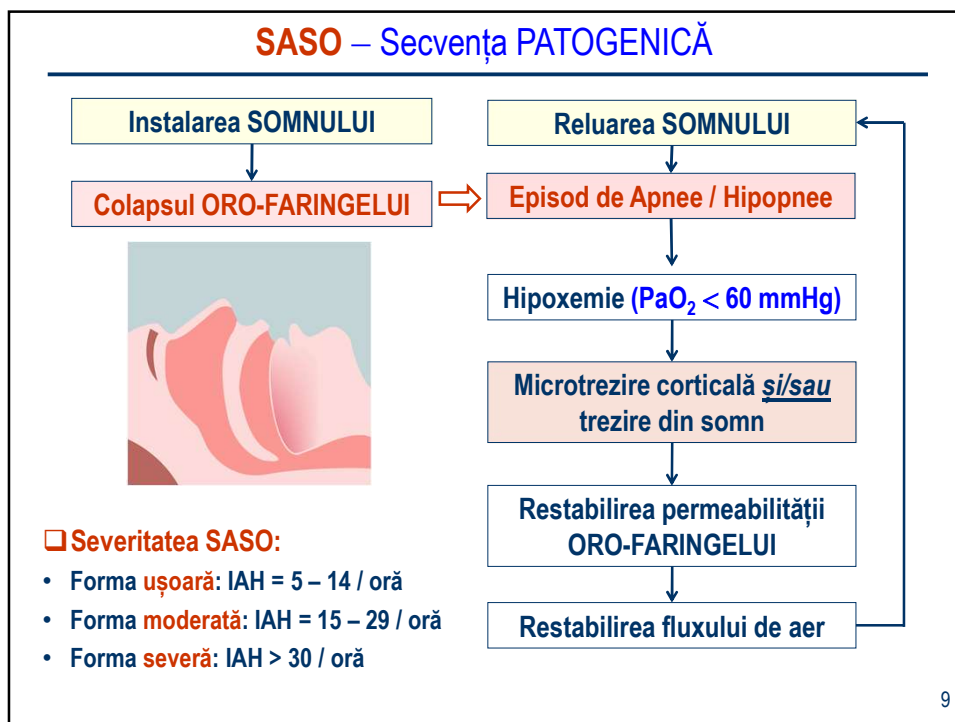 SASO – Secvența PATOGENICĂ
Instalarea SOMNULUI
Colapsul ORO-FARINGELUI
Reluarea SOMNULUI
Episod de Apnee / Hipopnee
Hipoxemie (PaO₂ < 60 mmHg)
Microtrezire corticală și/sau
trezire din somn
Restabilirea permeabilității
ORO-FARINGELUI
Restabilirea fluxului de aer
❑ Severitatea SASO:
• Forma ușoară: IAH = 5 – 14 / oră
• Forma moderată: IAH = 15 – 29 / oră
• Forma severă: IAH > 30 / oră
9